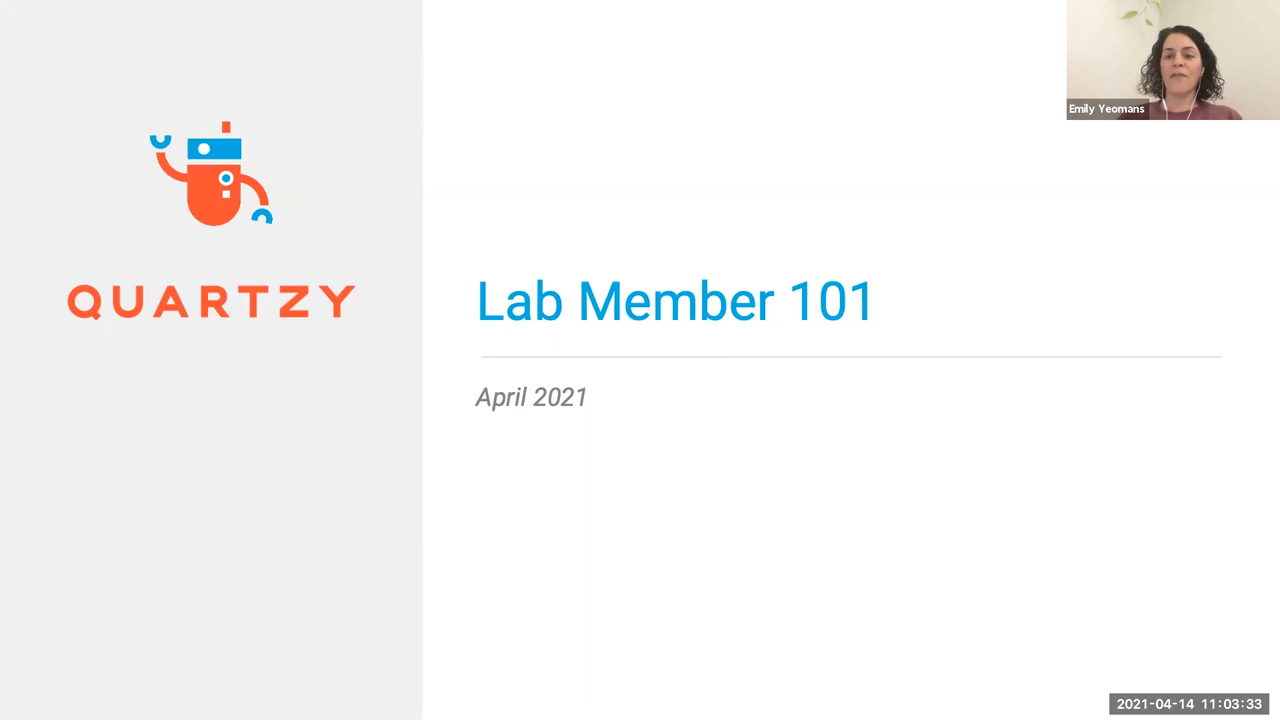 Emily Yeomans
QUARTZY
Lab Member 101
April 2021
2021-04-14 11:03:33